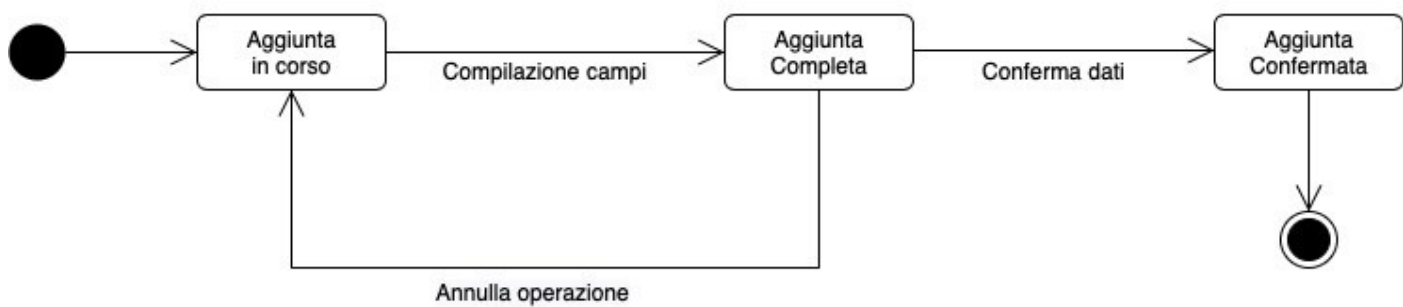 Aggiunta
in corso
Compilazione campi
Aggiunta
Completa
Conferma dati
Aggiunta
Confermata
Annulla operazione